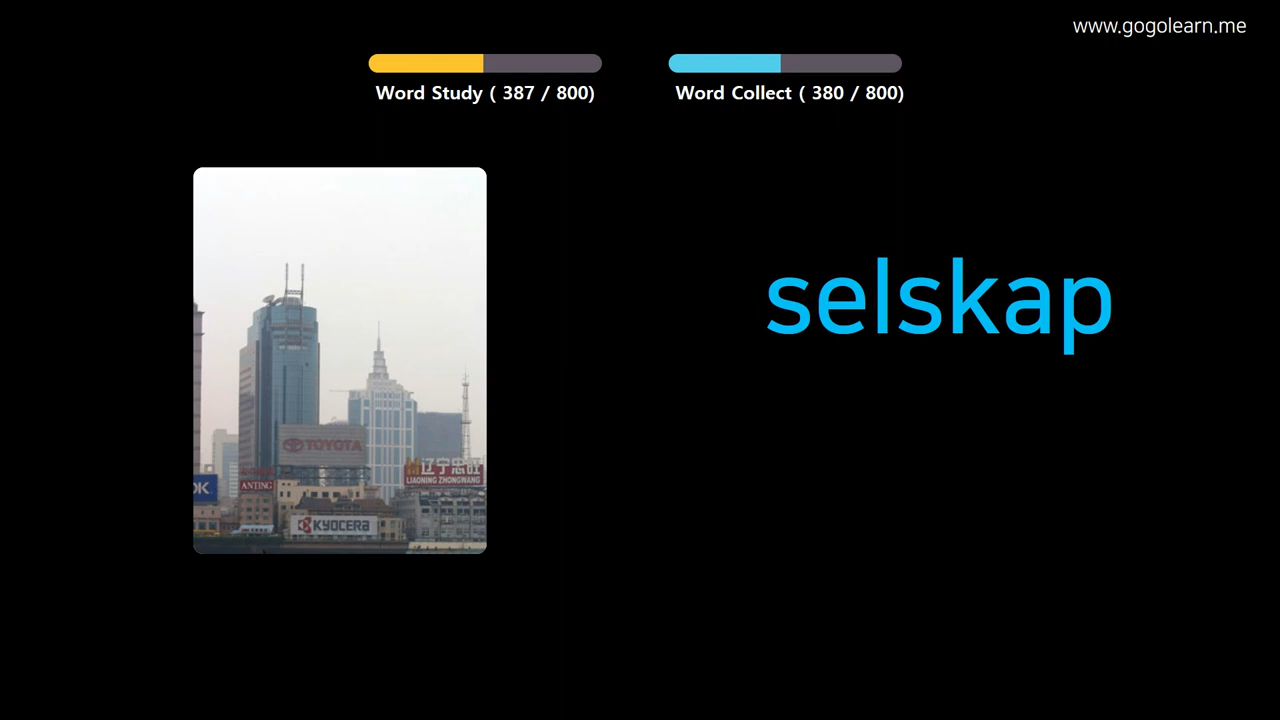 www.gogolearn.me
Word Study ( 387 / 800)
Word Collect ( 380 / 800)
selskap
TOYOTA
辽宁忠旺
LIAONING ZHONGWANG
OK
ANTING
KYOCERA